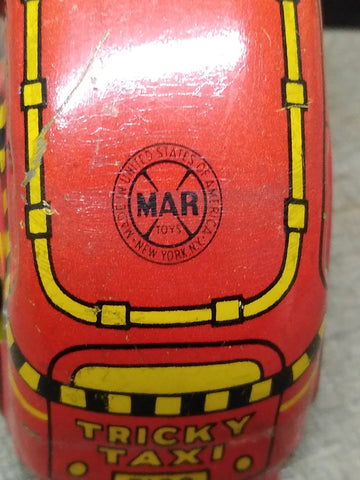 MADE IN UNITED STATES OF AMERICA
MAR
TOYS
NEW YORK N.Y.
TRICKY
TAXI